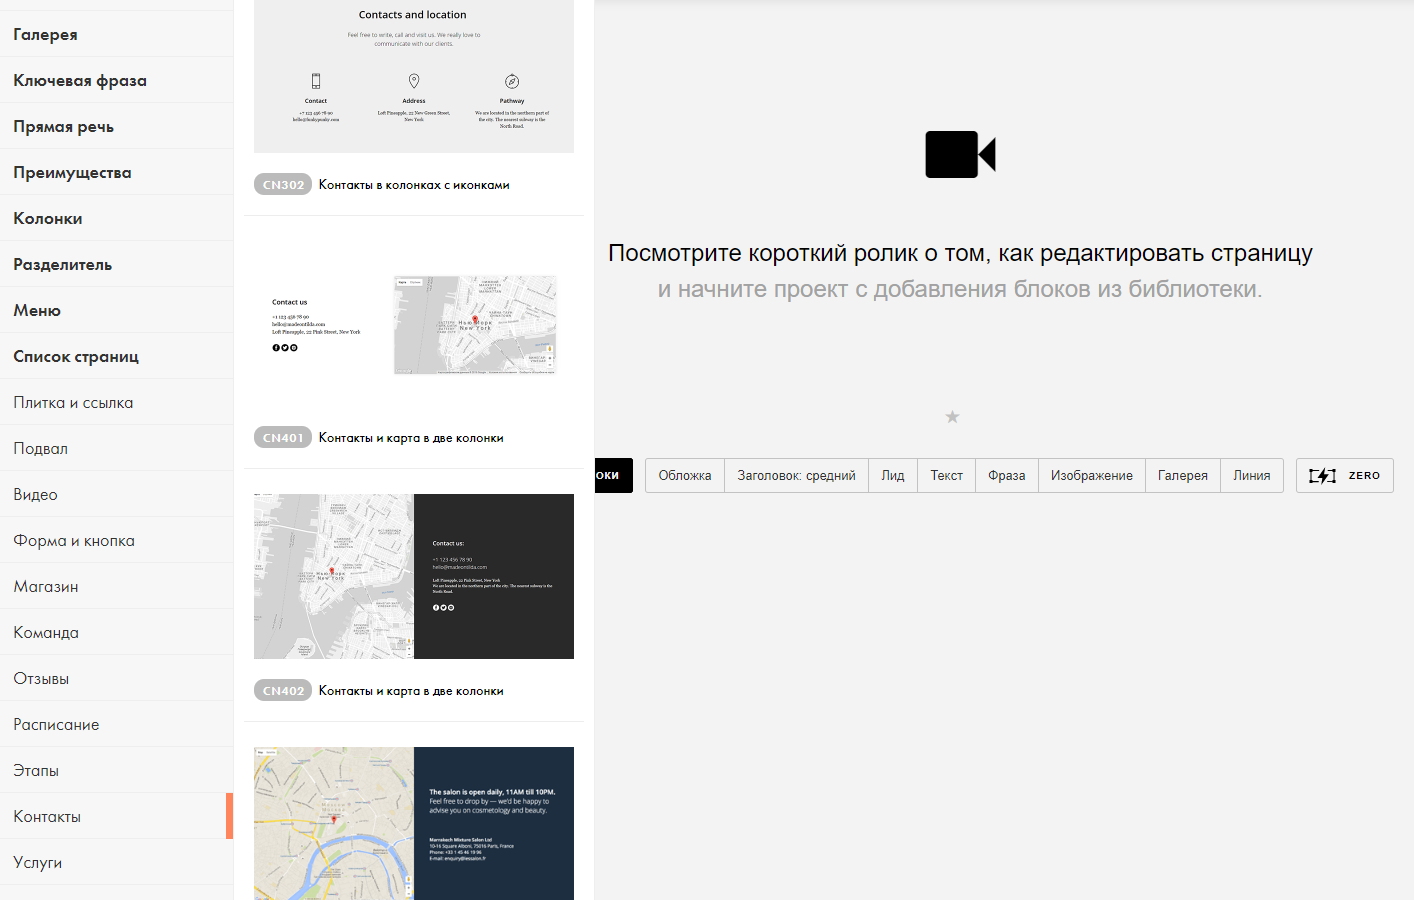 Галерея
Ключевая фраза
Прямая речь
Преимущества
Колонки
Разделитель
Меню
Список страниц
Плитка и ссылка
Подвал
Видео
Форма и кнопка
Магазин
Команда
Отзывы
Расписание
Этапы
Контакты
Услуги
Contacts and location
Feel free to write, call and visit us. We really love to
communicate with our clients.
Contact
+7 123 456 78 90
hello@funkypunky.com
Address
Loft Pineapple, 22 New Green Street,
New York
Pathway
We are located in the northern part of
the city. The nearest subway is the
North Road.
CN302 Контакты в колонках с иконками
Contact us
+1 123 456 78 90
hello@madeontilda.com
Loft Pineapple, 22 Pink Street, New York
Нью-Йорк
New York
CN401 Контакты и карта в две колонки
Нью-Йорк
New York
Contact us:
+1 123 456 78 90
hello@madeontilda.com
Loft Pineapple, 22 Pink Street, New York
We are located in the northern part of the city. The nearest subway is the
North Road.
CN402 Контакты и карта в две колонки
The salon is open daily, 11AM till 10PM.
Feel free to drop by — we'd be happy to
advise you on cosmetology and beauty.
Marrakech Mixture Salon Ltd
10-16 Square Alboni, 75016 Paris, France
Phone: +33 1 45 46 19 96
E-mail: enquiry@lessalon.fr
Посмотрите короткий ролик о том, как редактировать страницу
и начните проект с добавления блоков из библиотеки.
ОКИ
Обложка
Заголовок: средний
Лид
Текст
Фраза
Изображение
Галерея
Линия
ZERO